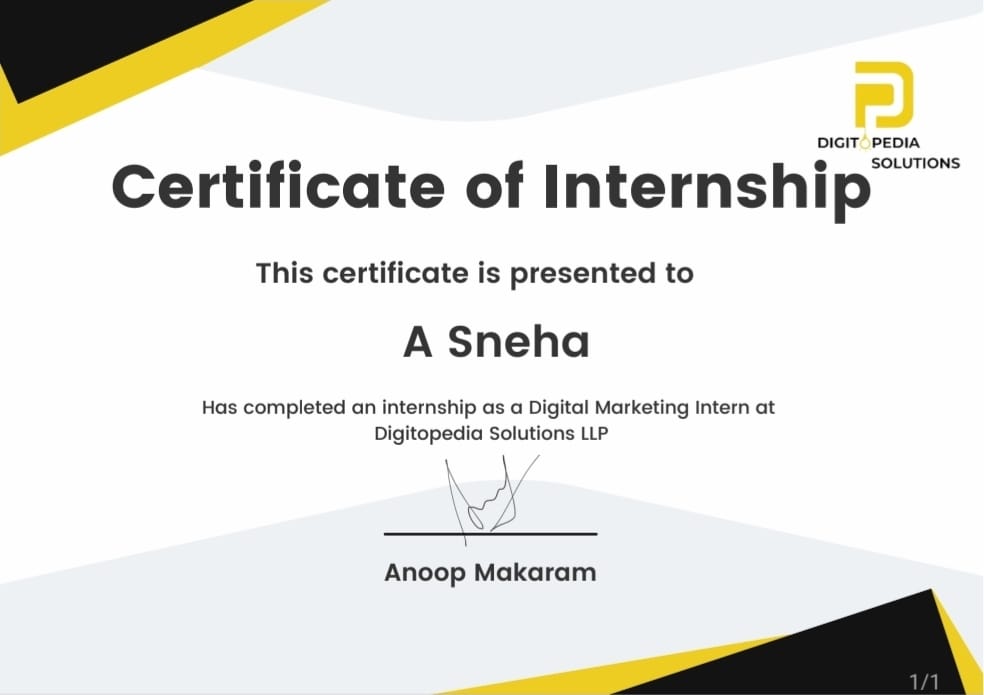 DIGITOPEDIA
SOLUTIONS
Certificate of Internship
This certificate is presented to
A Sneha
Has completed an internship as a Digital Marketing Intern at
Digitopedia Solutions LLP
Anoop Makaram
1/1